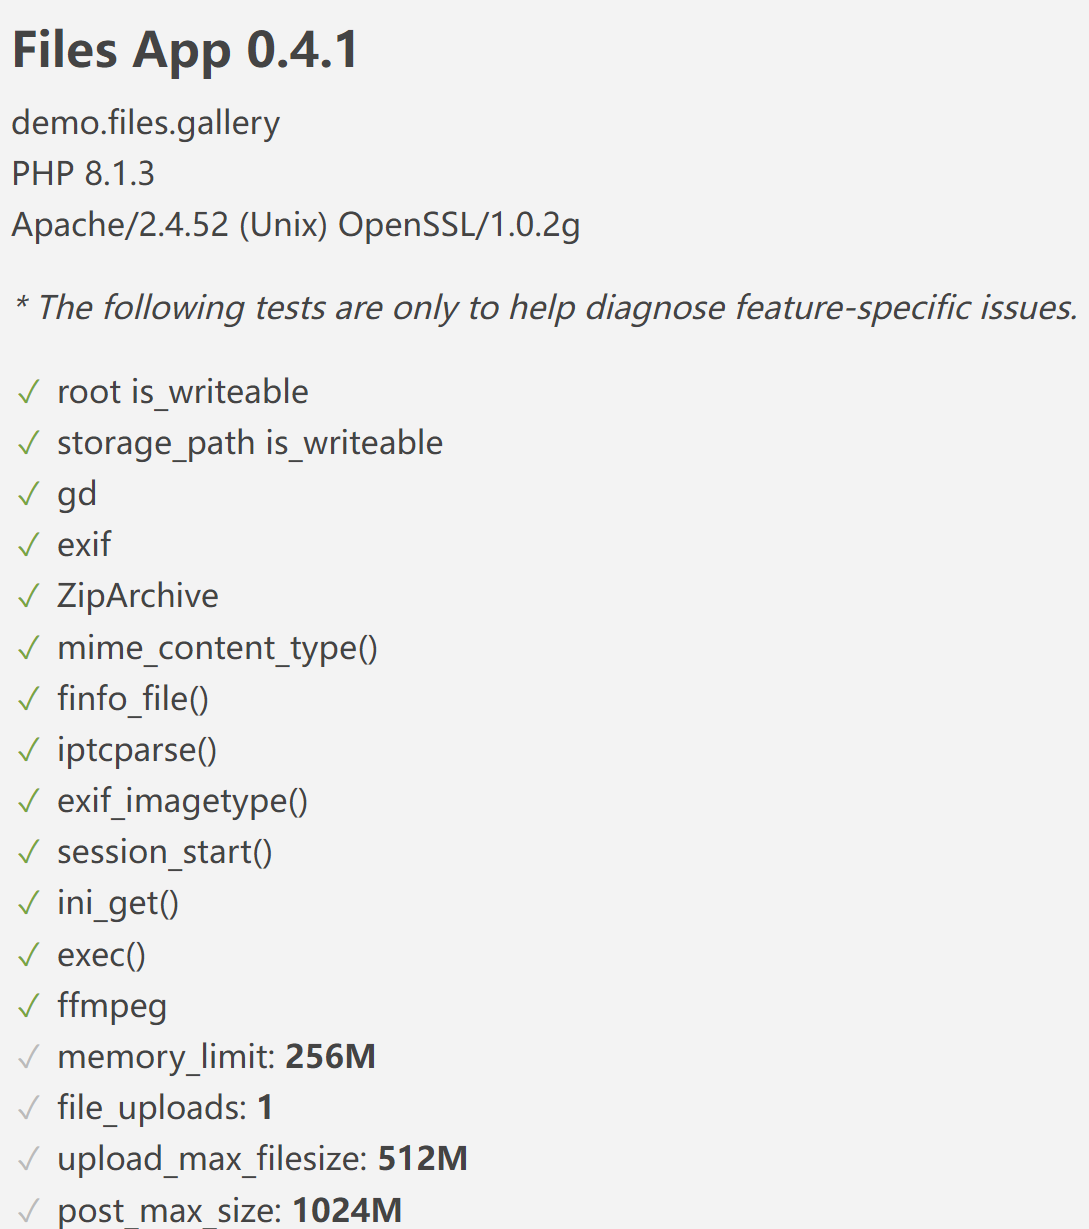 Files App 0.4.1
demo.files.gallery
PHP 8.1.3
Apache/2.4.52 (Unix) OpenSSL/1.0.2g
* The following tests are only to help diagnose feature-specific issues.
✓ root is_writeable
✓ storage_path is_writeable
✓ gd
✓ exif
✓ ZipArchive
✓ mime_content_type()
✓ finfo_file()
✓ iptcparse()
✓ exif_imagetype()
✓ session_start()
✓ ini_get()
✓ exec()
✓ ffmpeg
✓ memory_limit: 256M
✓ file_uploads: 1
✓ upload_max_filesize: 512M
✓ post_max_size: 1024M